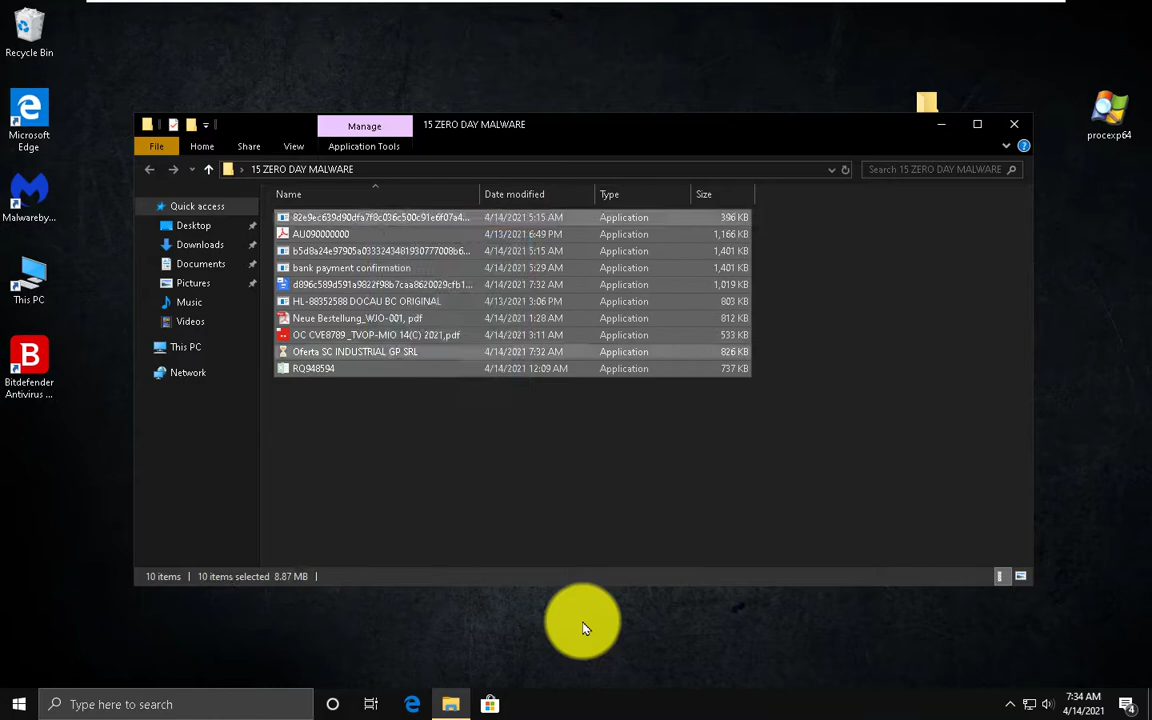 Recycle Bin
Microsoft
Edge
Malwareby...
This PC
Bitdefender
Antivirus ...
procexp64
Manage
15 ZERO DAY MALWARE
File
Home
Share
View
Application Tools
15 ZERO DAY MALWARE
Search 15 ZERO DAY MALWARE
Quick access
Desktop
Downloads
Documents
Pictures
Music
Videos
This PC
Network
Name Date modified Type Size
82e9ec639d90dfa7f8c036c500c91e6f07a4... 4/14/2021 5:15 AM Application 396 KB
AU090000000 4/13/2021 6:49 PM Application 1,166 KB
b5d8a24e97905a0333243481930777008b6... 4/14/2021 5:15 AM Application 1,401 KB
bank payment confirmation 4/14/2021 5:29 AM Application 1,401 KB
d896c589d591a9822f98b7caa8620029cfb1... 4/14/2021 7:32 AM Application 1,019 KB
HL-88352588 DOCAU BC ORIGINAL 4/13/2021 3:06 PM Application 803 KB
Neue Bestellung_WJO-001, pdf 4/14/2021 1:28 AM Application 812 KB
OC CVE8789 _TVOP-MIO 14(C) 2021,pdf 4/14/2021 3:11 AM Application 533 KB
Oferta SC INDUSTRIAL GP SRL 4/14/2021 7:32 AM Application 826 KB
RQ948594 4/14/2021 12:09 AM Application 737 KB
10 items 10 items selected 8.87 MB
Type here to search
7:34 AM
4/14/2021
4